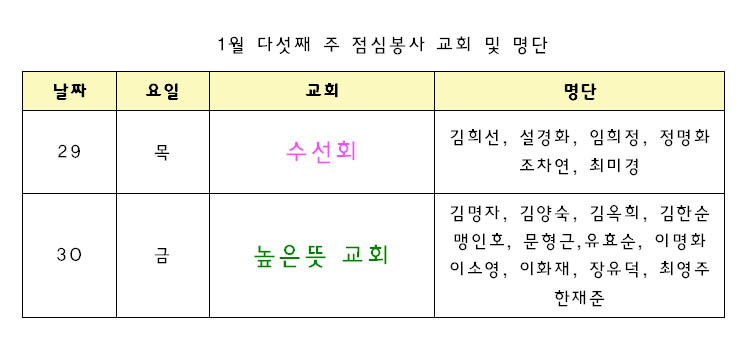 1월 다섯째 주 점심봉사 교회 및 명단
날짜 요일 교회 명단
29 목 수선회 김희선, 설경화, 임희정, 정명화
조차연, 최미경
30 금 높은뜻 교회 김명자, 김양숙, 김옥희, 김한순
맹인호, 문형근,유효순, 이명화
이소영, 이화재, 장유덕, 최영주
한재준